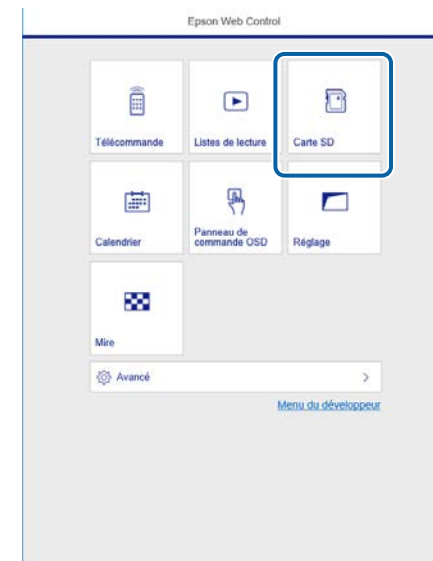 Epson Web Control
Télécommande
Listes de lecture
Carte SD
Calendrier
Panneau de
commande OSD
Réglage
Mire
Avancé
Menu du développeur